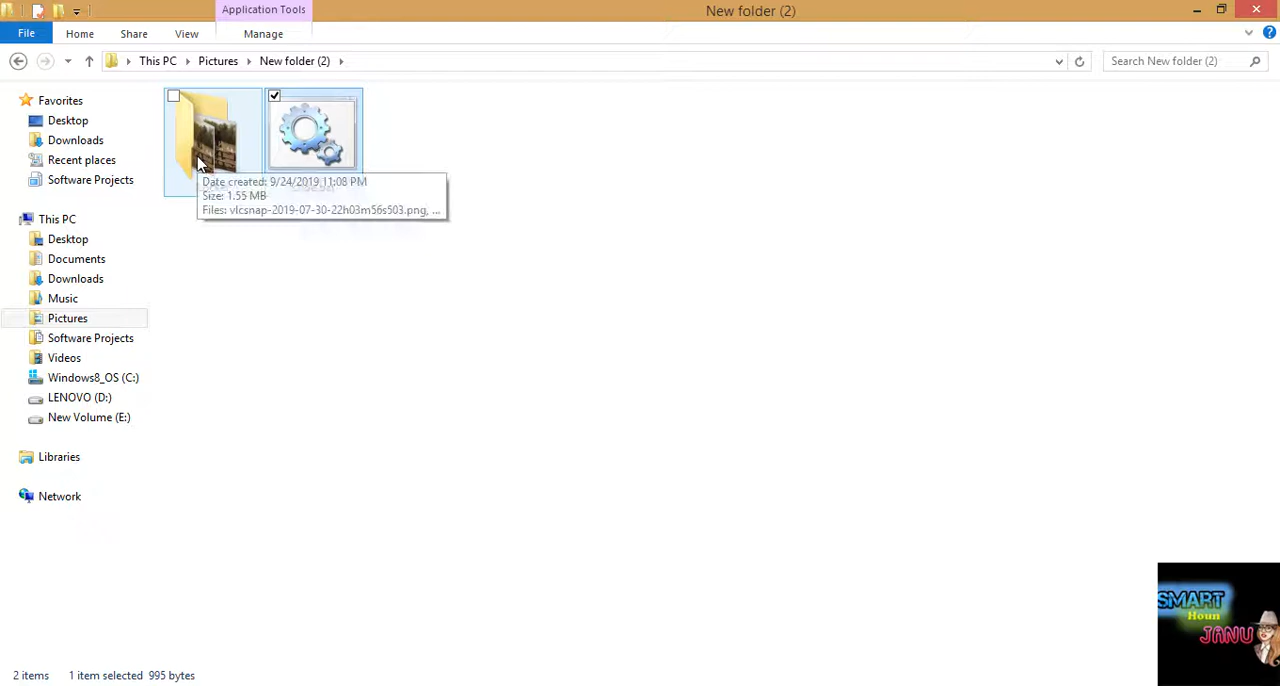 Application Tools
New folder (2)
File
Home
Share
View
Manage
This PC
Pictures
New folder (2)
Search New folder (2)
Favorites
Desktop
Downloads
Recent places
Software Projects
This PC
Desktop
Documents
Downloads
Music
Pictures
Software Projects
Videos
Windows8_OS (C:)
LENOVO (D:)
New Volume (E:)
Libraries
Network
Date created: 9/24/2019 11:08 PM
Size: 1.55 MB
Files: vlcsnap-2019-07-30-22h03m56s503.png, ...
SMART
Houn
JANU
2 items
1 item selected 995 bytes